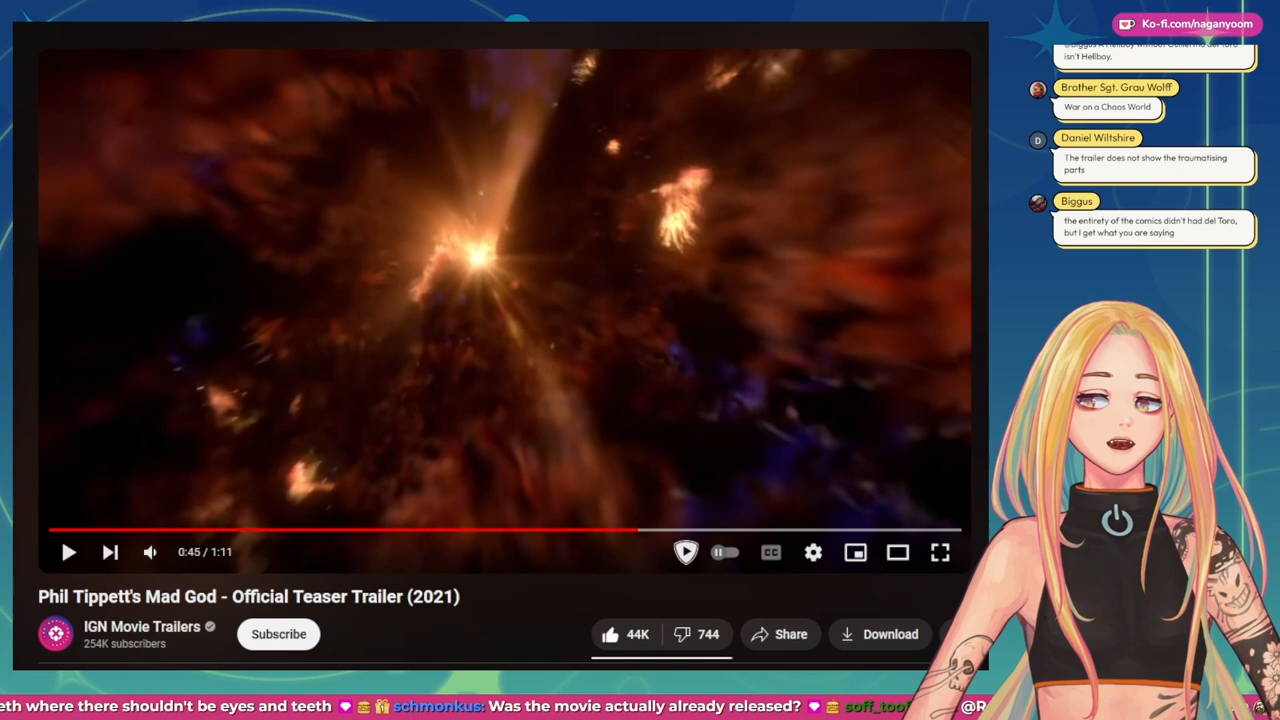 Ko-fi.com/naganyoom
isn't Hellboy.
Brother Sgt. Grau Wolff
War on a Chaos World
D
Daniel Wiltshire
The trailer does not show the traumatising
parts
Biggus
the entirety of the comics didn't had del Toro,
but I get what you are saying
0:45 / 1:11
CC
Phil Tippett's Mad God - Official Teaser Trailer (2021)
IGN Movie Trailers
254K subscribers
Subscribe
44K
744
Share
Download
eth where there shouldn't be eyes and teeth schmonkus: Was the movie actually already released? soff_toof @R